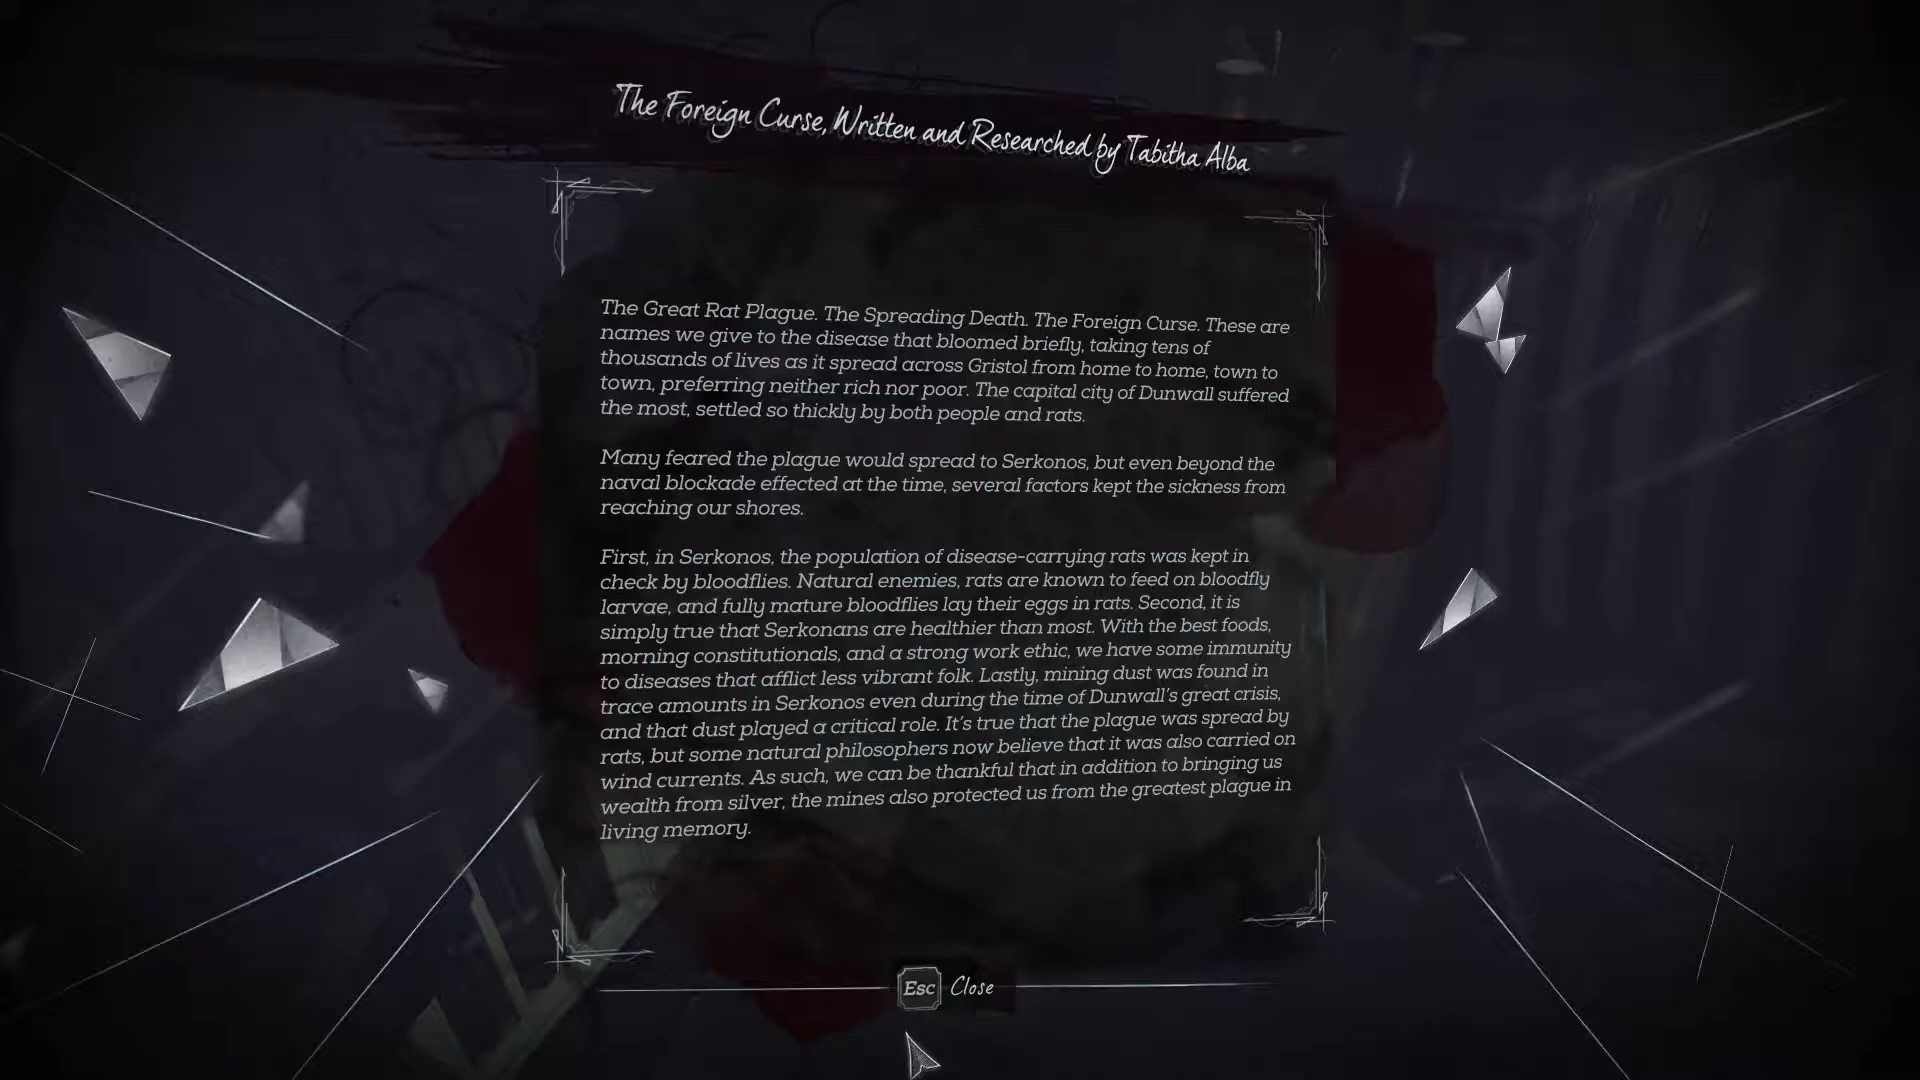 The Foreign Curse, Written and Researched by Tabitha Alba
The Great Rat Plague. The Spreading Death. The Foreign Curse. These are
names we give to the disease that bloomed briefly, taking tens of
thousands of lives as it spread across Gristol from home to home, town to
town, preferring neither rich nor poor. The capital city of Dunwall suffered
the most, settled so thickly by both people and rats.
Many feared the plague would spread to Serkonos, but even beyond the
naval blockade effected at the time, several factors kept the sickness from
reaching our shores.
First, in Serkonos, the population of disease-carrying rats was kept in
check by bloodflies. Natural enemies, rats are known to feed on bloodfly
larvae, and fully mature bloodflies lay their eggs in rats. Second, it is
simply true that Serkonans are healthier than most. With the best foods,
morning constitutionals, and a strong work ethic, we have some immunity
to diseases that afflict less vibrant folk. Lastly, mining dust was found in
trace amounts in Serkonos even during the time of Dunwall's great crisis,
and that dust played a critical role. It's true that the plague was spread by
rats, but some natural philosophers now believe that it was also carried on
wind currents. As such, we can be thankful that in addition to bringing us
wealth from silver, the mines also protected us from the greatest plague in
living memory.
Esc Close